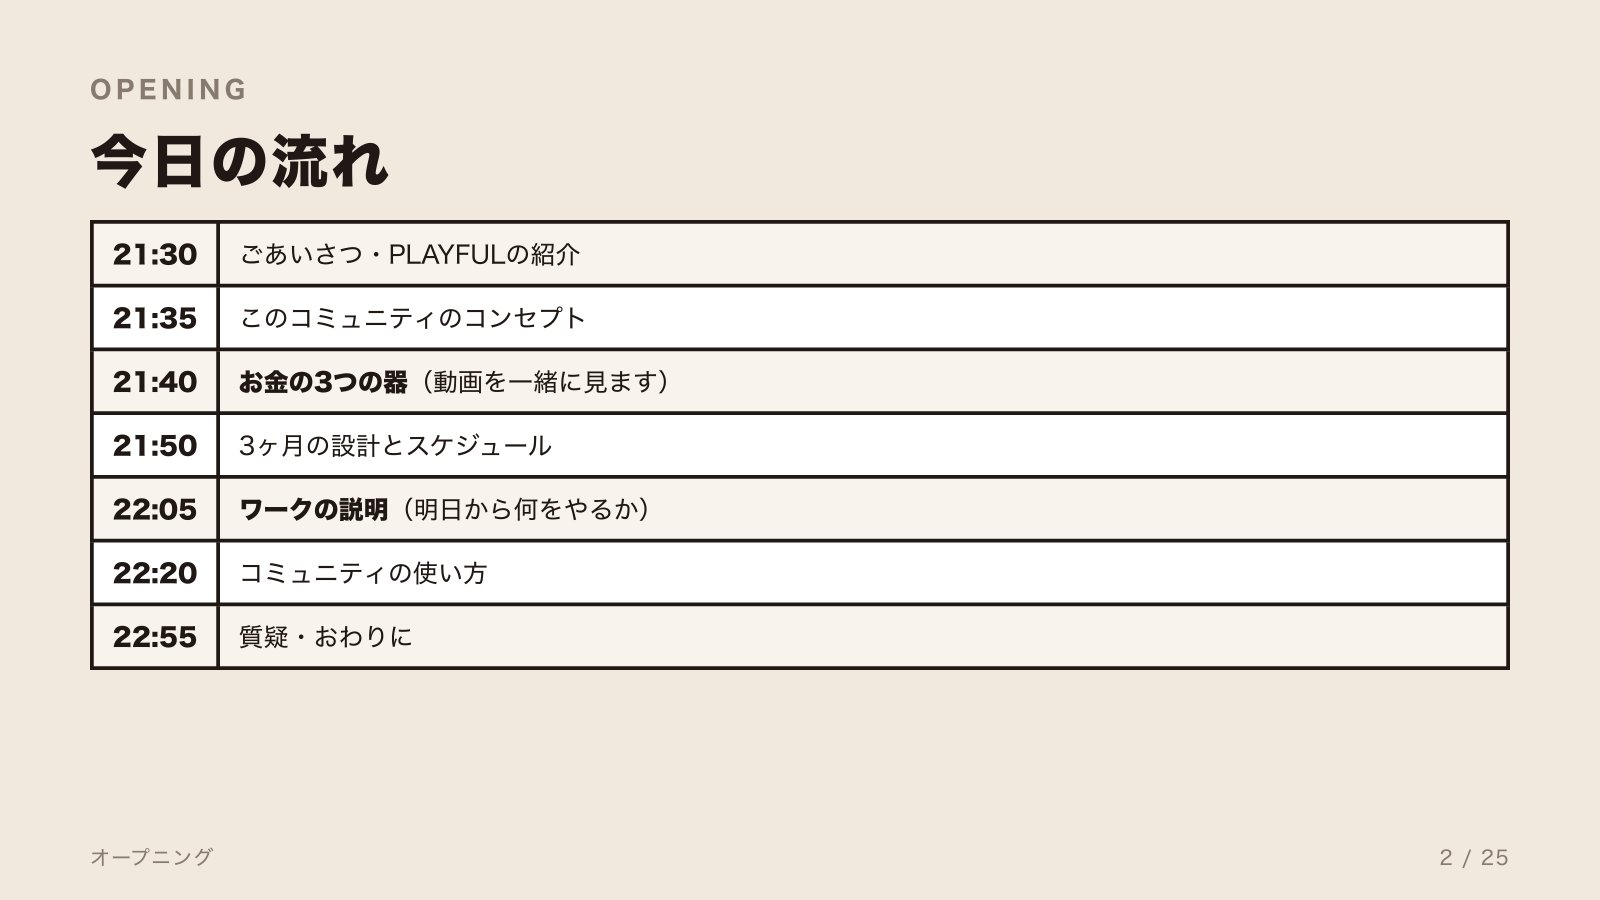 OPENING
今日の流れ
21:30 ごあいさつ・PLAYFULの紹介
21:35 このコミュニティのコンセプト
21:40 お金の3つの器（動画を一緒に見ます）
21:50 3ヶ月の設計とスケジュール
22:05 ワークの説明（明日から何をやるか）
22:20 コミュニティの使い方
22:55 質疑・おわりに
オープニング
2 / 25